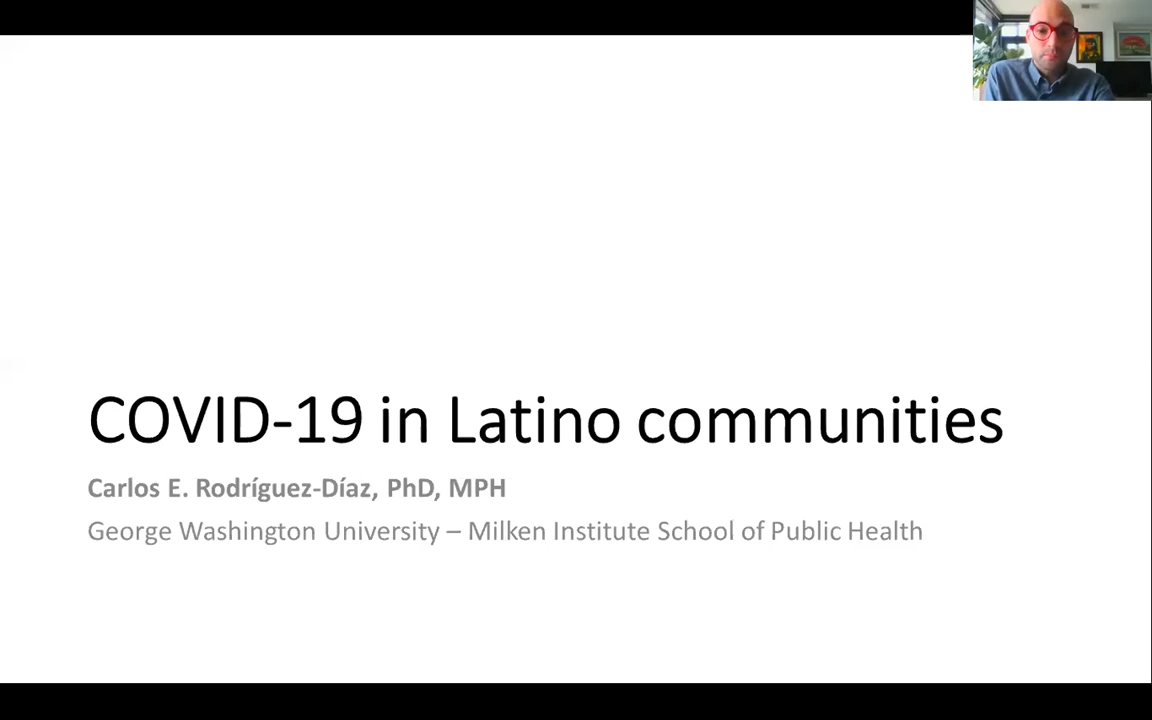 COVID-19 in Latino communities
Carlos E. Rodríguez-Díaz, PhD, MPH
George Washington University – Milken Institute School of Public Health